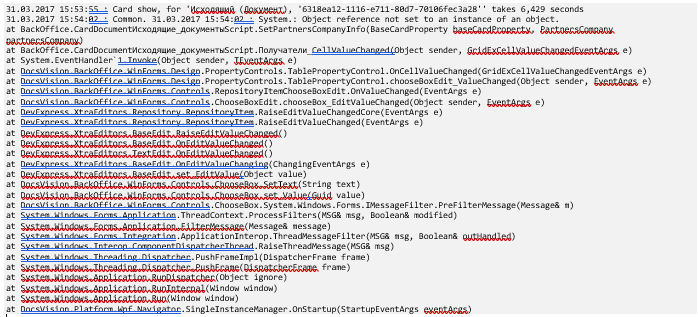 31.03.2017 15:53:55.: Card show, for 'Исходящий (Документ), '6318ea12-1116-e711-80d7-70106fec3a28'' takes 6,429 seconds
31.03.2017 15:54:02.: Common. 31.03.2017 15:54:02.: System.: Object reference not set to an instance of an object.
at BackOffice.CardDocumentИсходящие_документыScript.SetPartnersCompanyInfo(BaseCardProperty baseCardProperty, PartnersCompany
partnersCompany)
at BackOffice.CardDocumentИсходящие_документыScript.Получатели_CellValueChanged(Object sender, GridExCellValueChangedEventArgs e)
at System.EventHandler`1.Invoke(Object sender, TEventArgs e)
at DocsVision.BackOffice.WinForms.Design.PropertyControls.TablePropertyControl.OnCellValueChanged(GridExCellValueChangedEventArgs e)
at DocsVision.BackOffice.WinForms.Design.PropertyControls.TablePropertyControl.chooseBoxEdit_ValueChanged(Object sender, EventArgs e)
at DocsVision.BackOffice.WinForms.Controls.RepositoryItemChooseBoxEdit.OnValueChanged(EventArgs e)
at DocsVision.BackOffice.WinForms.Controls.ChooseBoxEdit.chooseBox_EditValueChanged(Object sender, EventArgs e)
at DevExpress.XtraEditors.Repository.RepositoryItem.RaiseEditValueChangedCore(EventArgs e)
at DevExpress.XtraEditors.Repository.RepositoryItem.RaiseEditValueChanged(EventArgs e)
at DevExpress.XtraEditors.BaseEdit.RaiseEditValueChanged()
at DevExpress.XtraEditors.BaseEdit.OnEditValueChanged()
at DevExpress.XtraEditors.TextEdit.OnEditValueChanged()
at DevExpress.XtraEditors.BaseEdit.OnEditValueChanging(ChangingEventArgs e)
at DevExpress.XtraEditors.BaseEdit.set_EditValue(Object value)
at DocsVision.BackOffice.WinForms.Controls.ChooseBox.SetText(String text)
at DocsVision.BackOffice.WinForms.Controls.ChooseBox.set_Value(Guid value)
at DocsVision.BackOffice.WinForms.Controls.ChooseBox.System.Windows.Forms.IMessageFilter.PreFilterMessage(Message& m)
at System.Windows.Forms.Application.ThreadContext.ProcessFilters(MSG& msg, Boolean& modified)
at System.Windows.Forms.Application.FilterMessage(Message& message)
at System.Windows.Forms.Integration.ApplicationInterop.ThreadMessageFilter(MSG& msg, Boolean& outHandled)
at System.Windows.Interop.ComponentDispatcherThread.RaiseThreadMessage(MSG& msg)
at System.Windows.Threading.Dispatcher.PushFrameImpl(DispatcherFrame frame)
at System.Windows.Threading.Dispatcher.PushFrame(DispatcherFrame frame)
at System.Windows.Application.RunDispatcher(Object ignore)
at System.Windows.Application.RunInternal(Window window)
at System.Windows.Application.Run(Window window)
at DocsVision.Platform.Wpf.Navigator.SingleInstanceManager.OnStartup(StartupEventArgs eventArgs)